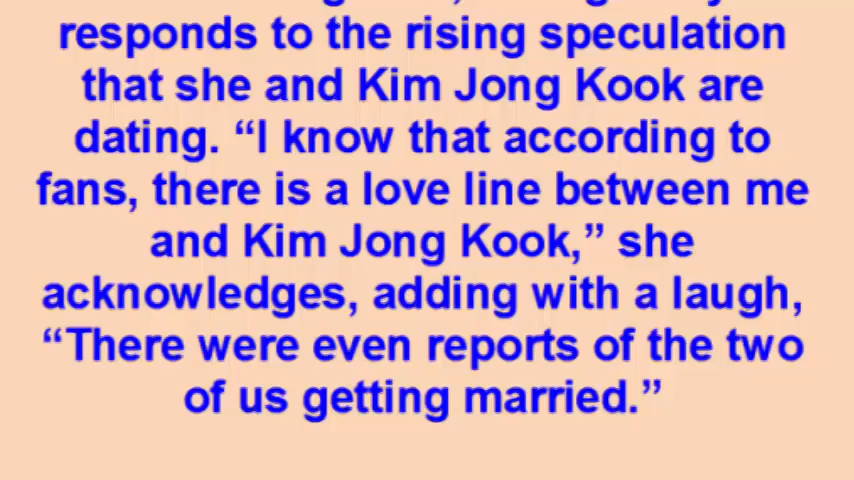 responds to the rising speculation
that she and Kim Jong Kook are
dating. “I know that according to
fans, there is a love line between me
and Kim Jong Kook,” she
acknowledges, adding with a laugh,
“There were even reports of the two
of us getting married.”